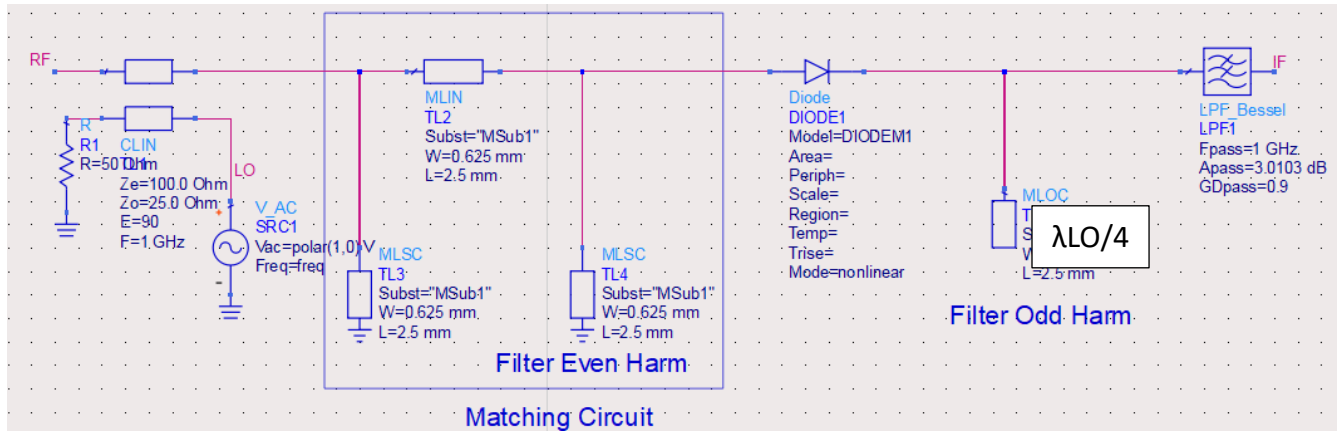 RF
R
R1
R=50 Ohm
CLIN
Ze=100.0 Ohm
Zo=25.0 Ohm
E=90
F=1 GHz
LO
V_AC
SRC1
Vac=polar(1,0) V
Freq=freq
MLIN
TL2
Subst="MSub1"
W=0.625 mm
L=2.5 mm
MLSC
TL3
Subst="MSub1"
W=0.625 mm
L=2.5 mm
MLSC
TL4
Subst="MSub1"
W=0.625 mm
L=2.5 mm
Filter Even Harm
Matching Circuit
Diode
DIODE1
Model=DIODEM1
Area=
Periph=
Scale=
Region=
Temp=
Trise=
Mode=nonlinear
MLOC
λLO/4
L=2.5 mm
Filter Odd Harm
IF
LPF_Bessel
LPF1
Fpass=1 GHz
Apass=3.0103 dB
GDpass=0.9